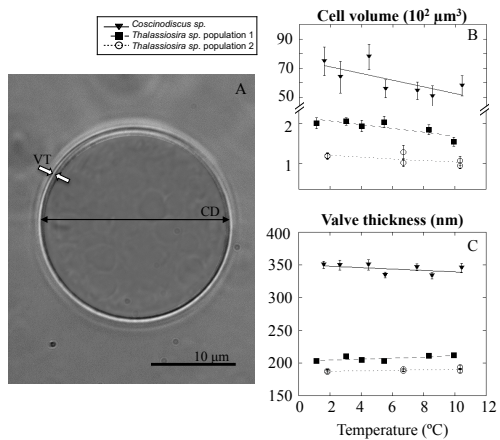 Coscinodiscus sp.
Thalassiosira sp. population 1
Thalassiosira sp. population 2
A
VT
CD
10 µm
Cell volume (10² µm³)
B
90
70
50
2
1
Valve thickness (nm)
C
400
350
300
250
200
150
0 2 4 6 8 10 12
Temperature (ºC)